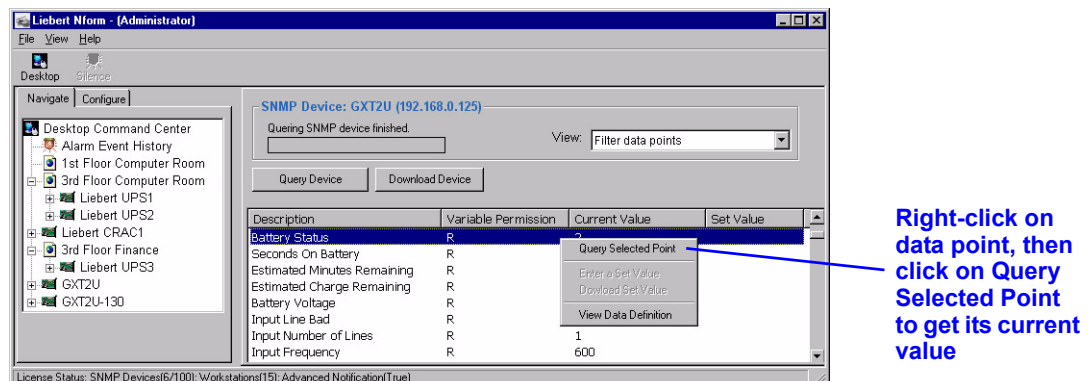 Liebert Nform - (Administrator)
File View Help
Desktop Silence
Navigate Configure
Desktop Command Center
Alarm Event History
1st Floor Computer Room
3rd Floor Computer Room
Liebert UPS1
Liebert UPS2
Liebert CRAC1
3rd Floor Finance
Liebert UPS3
GXT2U
GXT2U-130
SNMP Device: GXT2U (192.168.0.125)
Quering SNMP device finished.
View: Filter data points
Query Device Download Device
Description Variable Permission Current Value Set Value
Battery Status R 2
Seconds On Battery R
Estimated Minutes Remaining R
Estimated Charge Remaining R
Battery Voltage R
Input Line Bad R
Input Number of Lines R 1
Input Frequency R 600
Query Selected Point
Enter a Set Value
Dowload Set Value
View Data Definition
License Status: SNMP Devices(6/100); Workstations(15); Advanced Notification(True)
Right-click on
data point, then
click on Query
Selected Point
to get its current
value